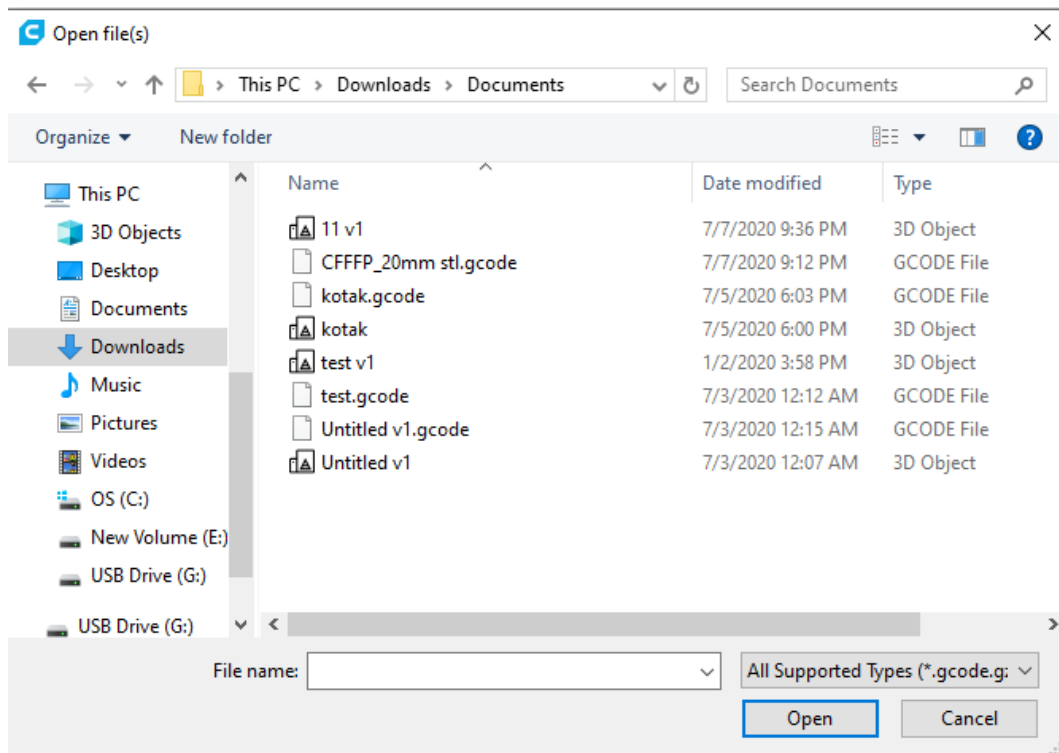 Open file(s)
This PC > Downloads > Documents
Search Documents
Organize
New folder
Name Date modified Type
This PC
3D Objects
Desktop
Documents
Downloads
Music
Pictures
Videos
OS (C:)
New Volume (E:)
USB Drive (G:)
USB Drive (G:)
11 v1 7/7/2020 9:36 PM 3D Object
CFFFP_20mm stl.gcode 7/7/2020 9:12 PM GCODE File
kotak.gcode 7/5/2020 6:03 PM GCODE File
kotak 7/5/2020 6:00 PM 3D Object
test v1 1/2/2020 3:58 PM 3D Object
test.gcode 7/3/2020 12:12 AM GCODE File
Untitled v1.gcode 7/3/2020 12:15 AM GCODE File
Untitled v1 7/3/2020 12:07 AM 3D Object
File name:
All Supported Types (*.gcode.g
Open
Cancel